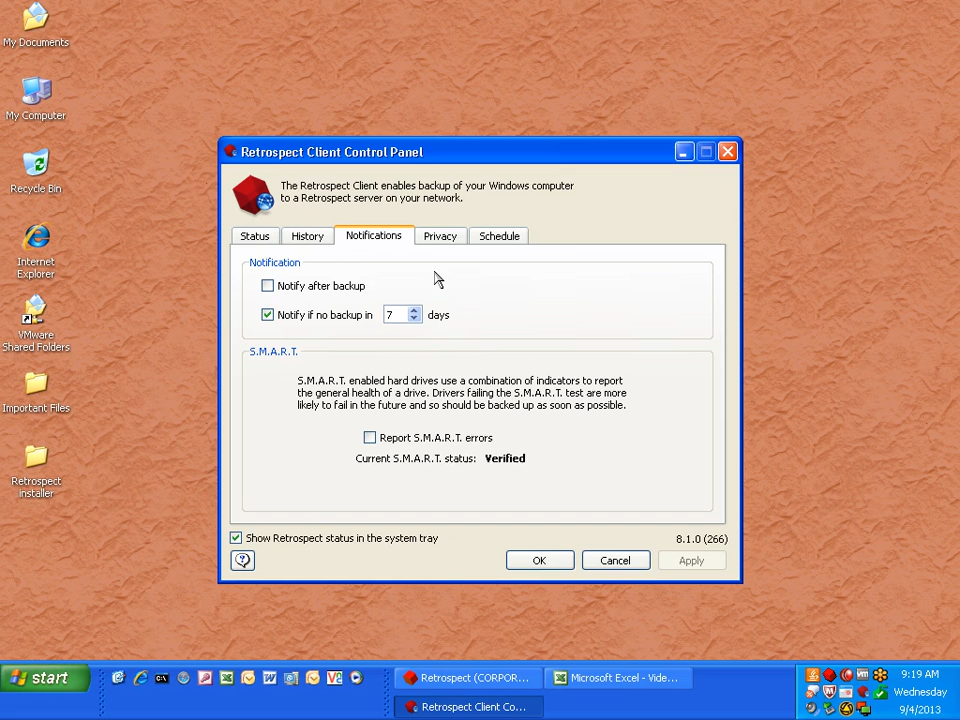 My Documents
My Computer
Recycle Bin
Internet
Explorer
VMware
Shared Folders
Important Files
Retrospect
installer
Retrospect Client Control Panel
The Retrospect Client enables backup of your Windows computer
to a Retrospect server on your network.
Status
History
Notifications
Privacy
Schedule
Notification
Notify after backup
Notify if no backup in 7 days
S.M.A.R.T.
S.M.A.R.T. enabled hard drives use a combination of indicators to report
the general health of a drive. Drivers failing the S.M.A.R.T. test are more
likely to fail in the future and so should be backed up as soon as possible.
Report S.M.A.R.T. errors
Current S.M.A.R.T. status: Verified
Show Retrospect status in the system tray
8.1.0 (266)
OK
Cancel
Apply
start
Retrospect (CORPOR...
Microsoft Excel - Vide...
Retrospect Client Co...
9:19 AM
Wednesday
9/4/2013